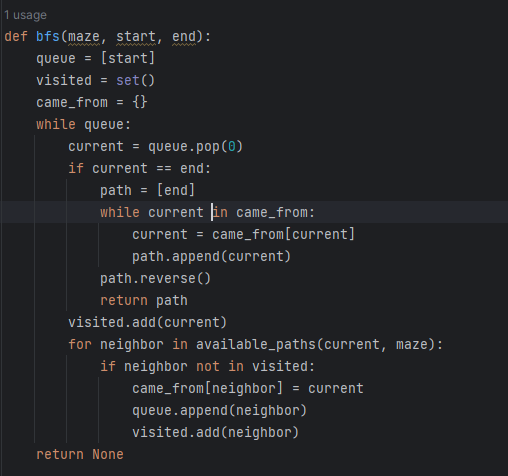 1 usage
def bfs(maze, start, end):
    queue = [start]
    visited = set()
    came_from = {}
    while queue:
        current = queue.pop(0)
        if current == end:
            path = [end]
            while current in came_from:
                current = came_from[current]
                path.append(current)
            path.reverse()
            return path
        visited.add(current)
        for neighbor in available_paths(current, maze):
            if neighbor not in visited:
                came_from[neighbor] = current
                queue.append(neighbor)
                visited.add(neighbor)
    return None